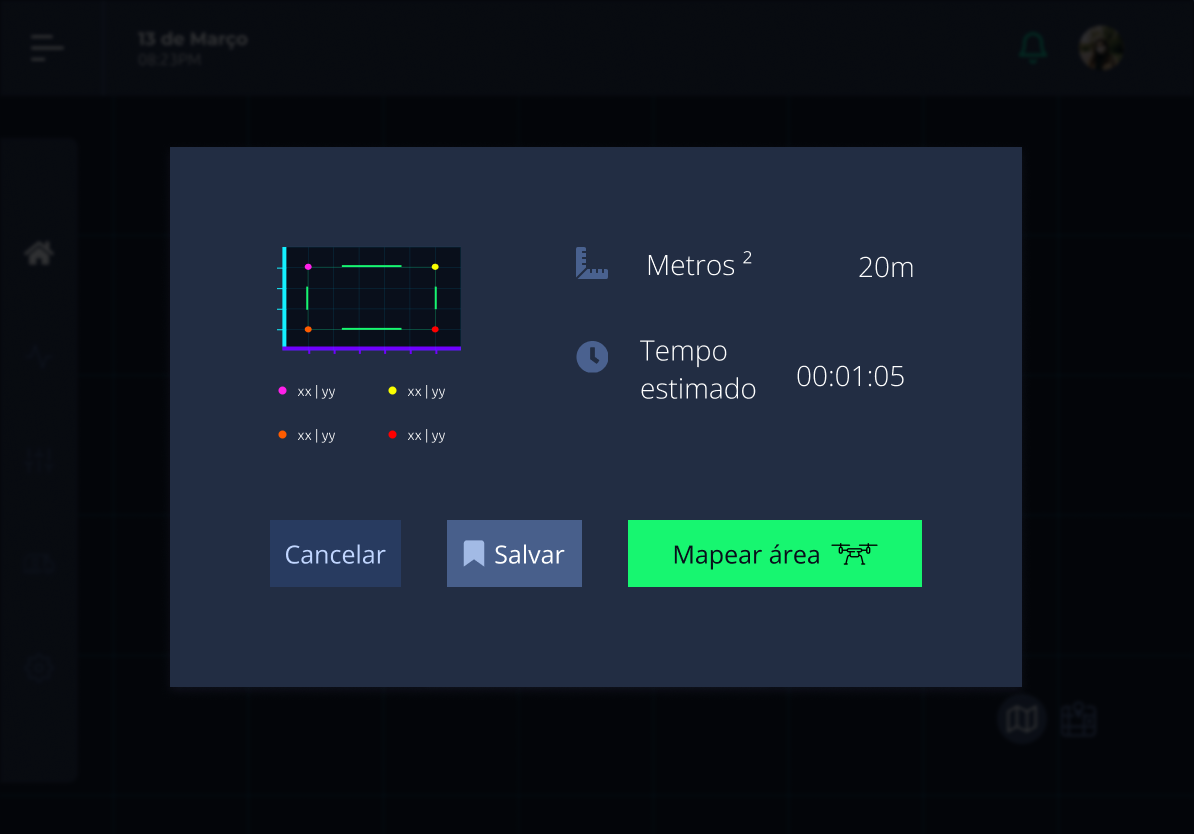 13 de Março
08:23PM
Metros ²
20m
Tempo
estimado
00:01:05
xx|yy
xx|yy
xx|yy
xx|yy
Cancelar
Salvar
Mapear área